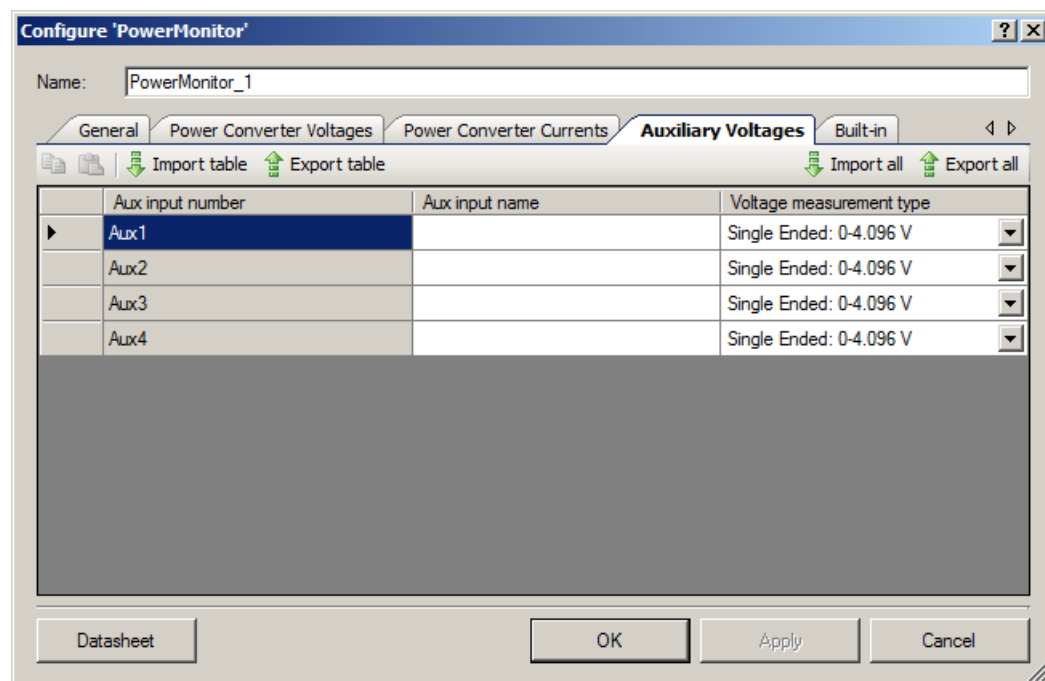 Configure 'PowerMonitor'
Name: PowerMonitor_1
General Power Converter Voltages Power Converter Currents Auxiliary Voltages Built-in
Import table Export table Import all Export all
Aux input number Aux input name Voltage measurement type
Aux1 Single Ended: 0-4.096 V
Aux2 Single Ended: 0-4.096 V
Aux3 Single Ended: 0-4.096 V
Aux4 Single Ended: 0-4.096 V
Datasheet OK Apply Cancel